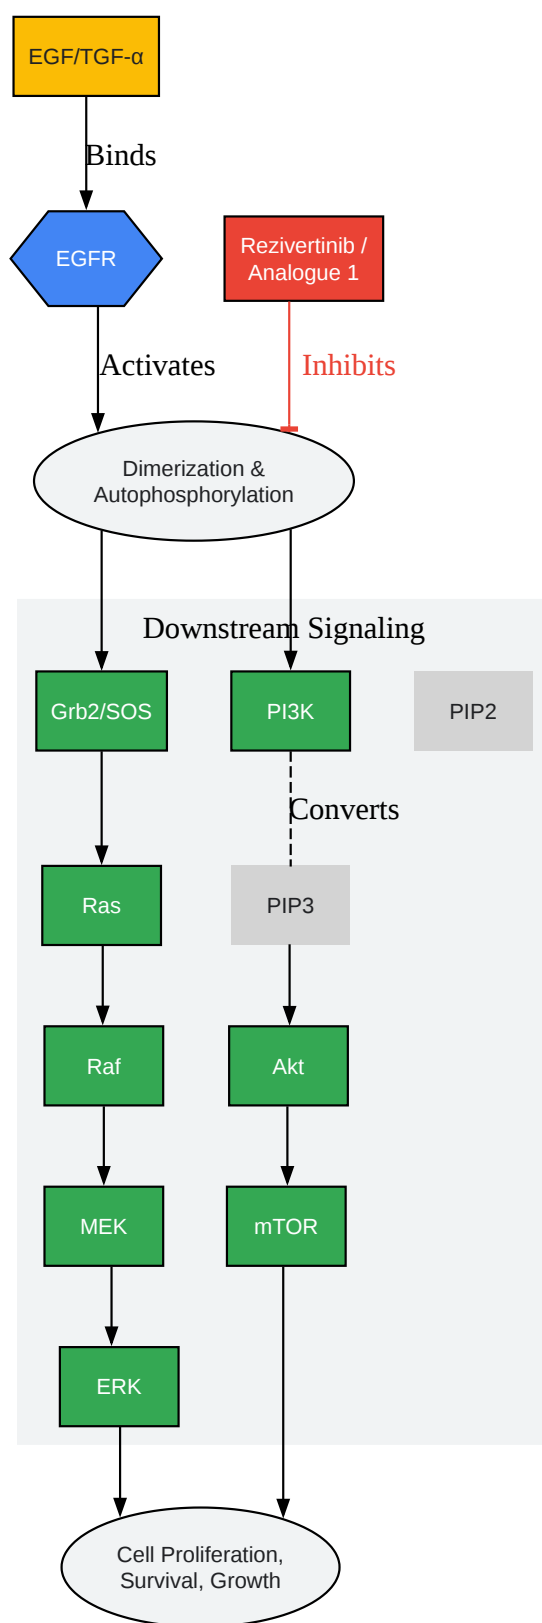 EGF/TGF-α
Binds
EGFR
Rezivertinib /
Analogue 1
Activates
Inhibits
Dimerization &
Autophosphorylation
Downstream Signaling
Grb2/SOS
PI3K
PIP2
Converts
Ras
PIP3
Raf
Akt
MEK
mTOR
ERK
Cell Proliferation,
Survival, Growth